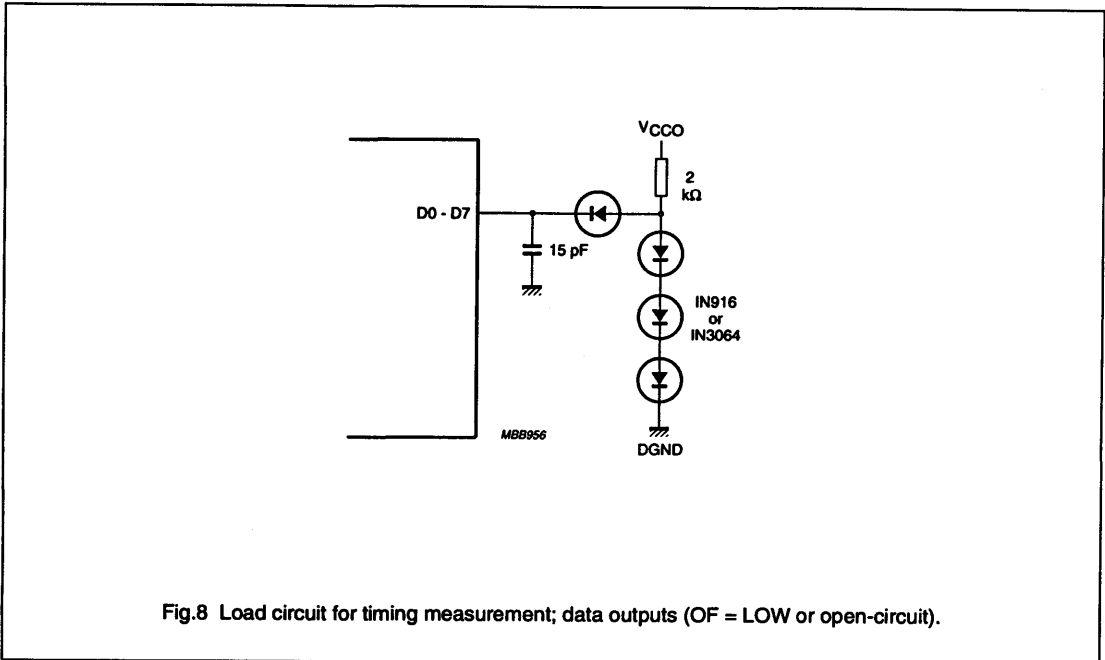 VCCO
2
kΩ
D0 - D7
15 pF
IN916
or
IN3064
MBB956
DGND
Fig.8 Load circuit for timing measurement; data outputs (OF = LOW or open-circuit).